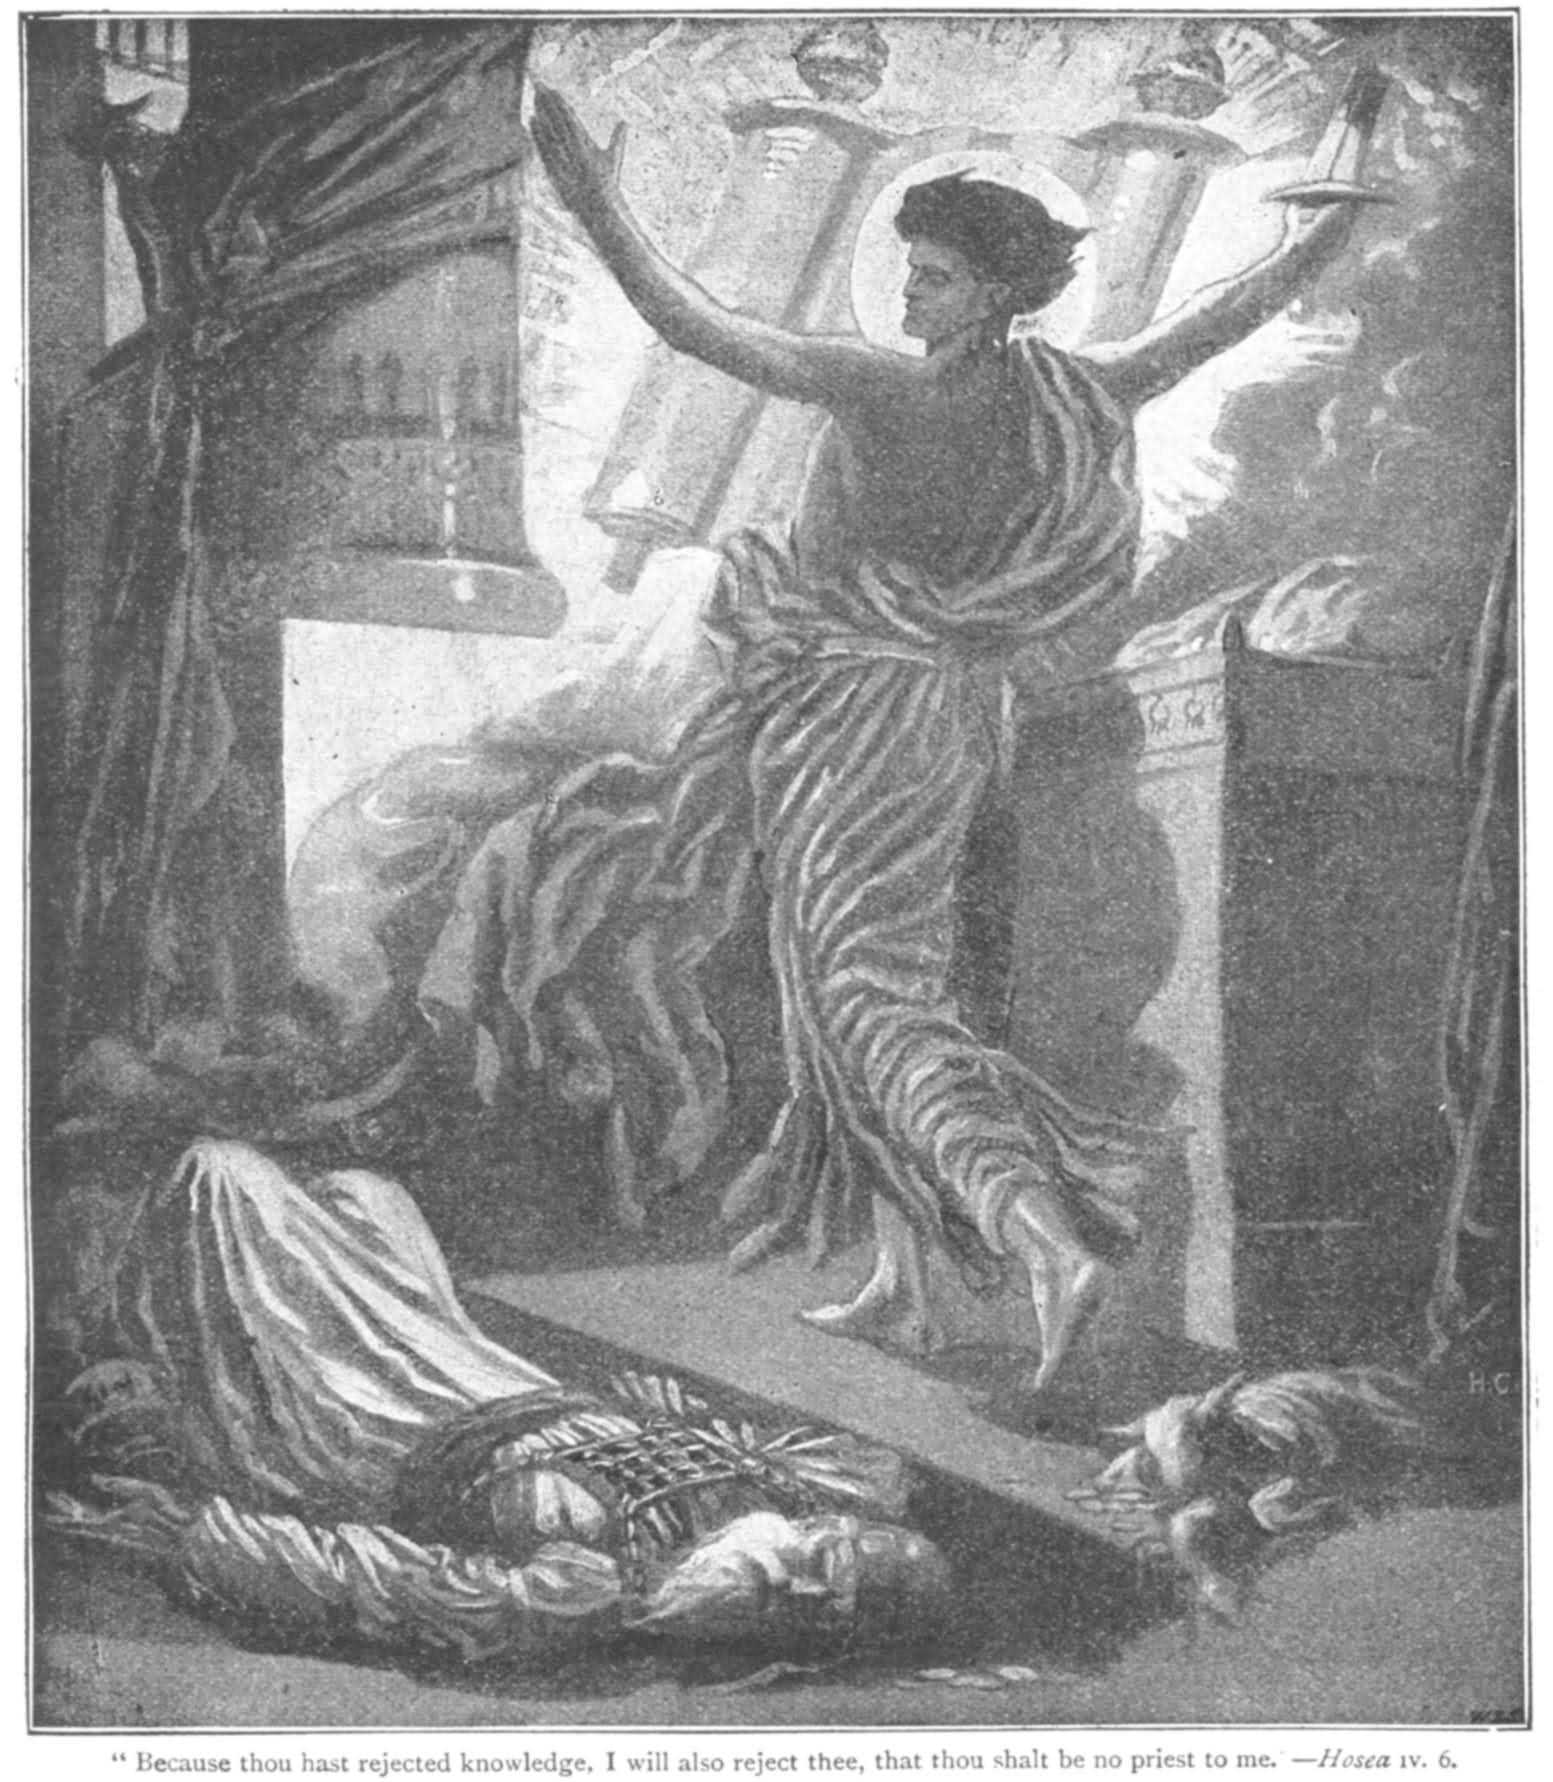 H.C.
“ Because thou hast rejected knowledge, I will also reject thee, that thou shalt be no priest to me.' —Hosea iv. 6.